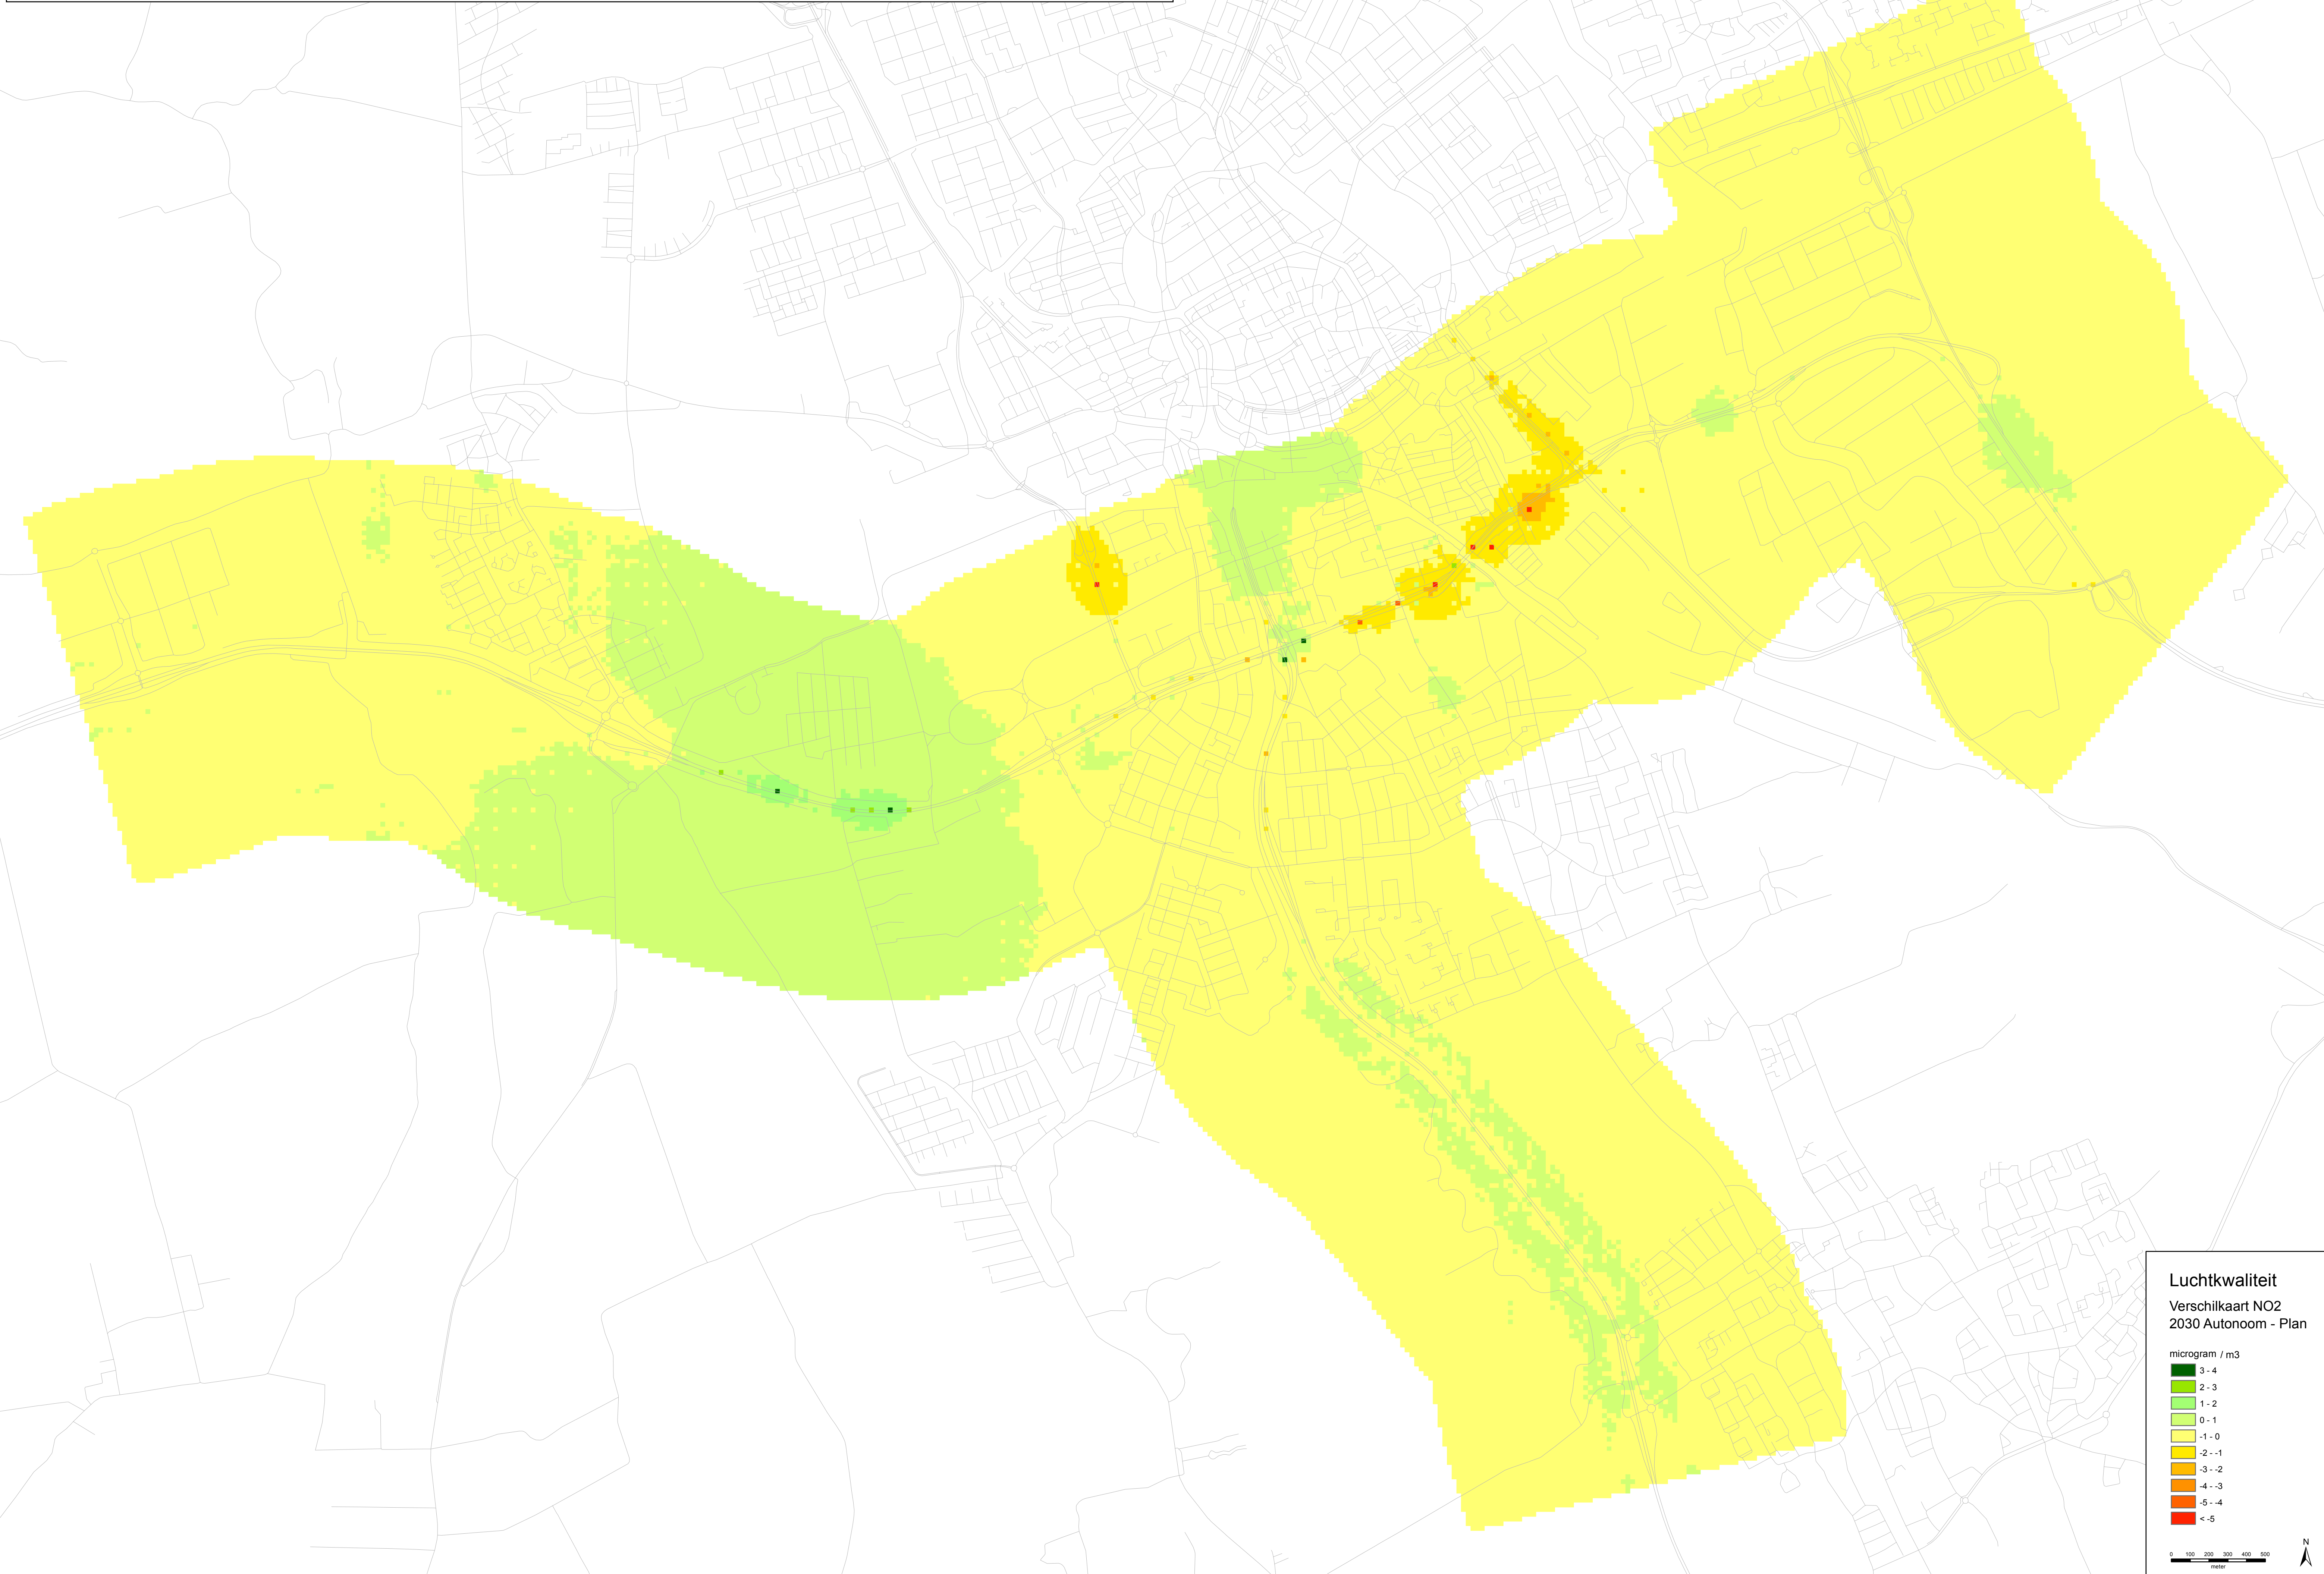 Luchtkwaliteit
Verschilkaart NO2
2030 Autonoom - Plan
microgram / m3
3 - 4
2 - 3
1 - 2
0 - 1
-1 - 0
-2 - -1
-3 - -2
-4 - -3
-5 - -4
< -5
N
0 100 200 300 400 500
meter